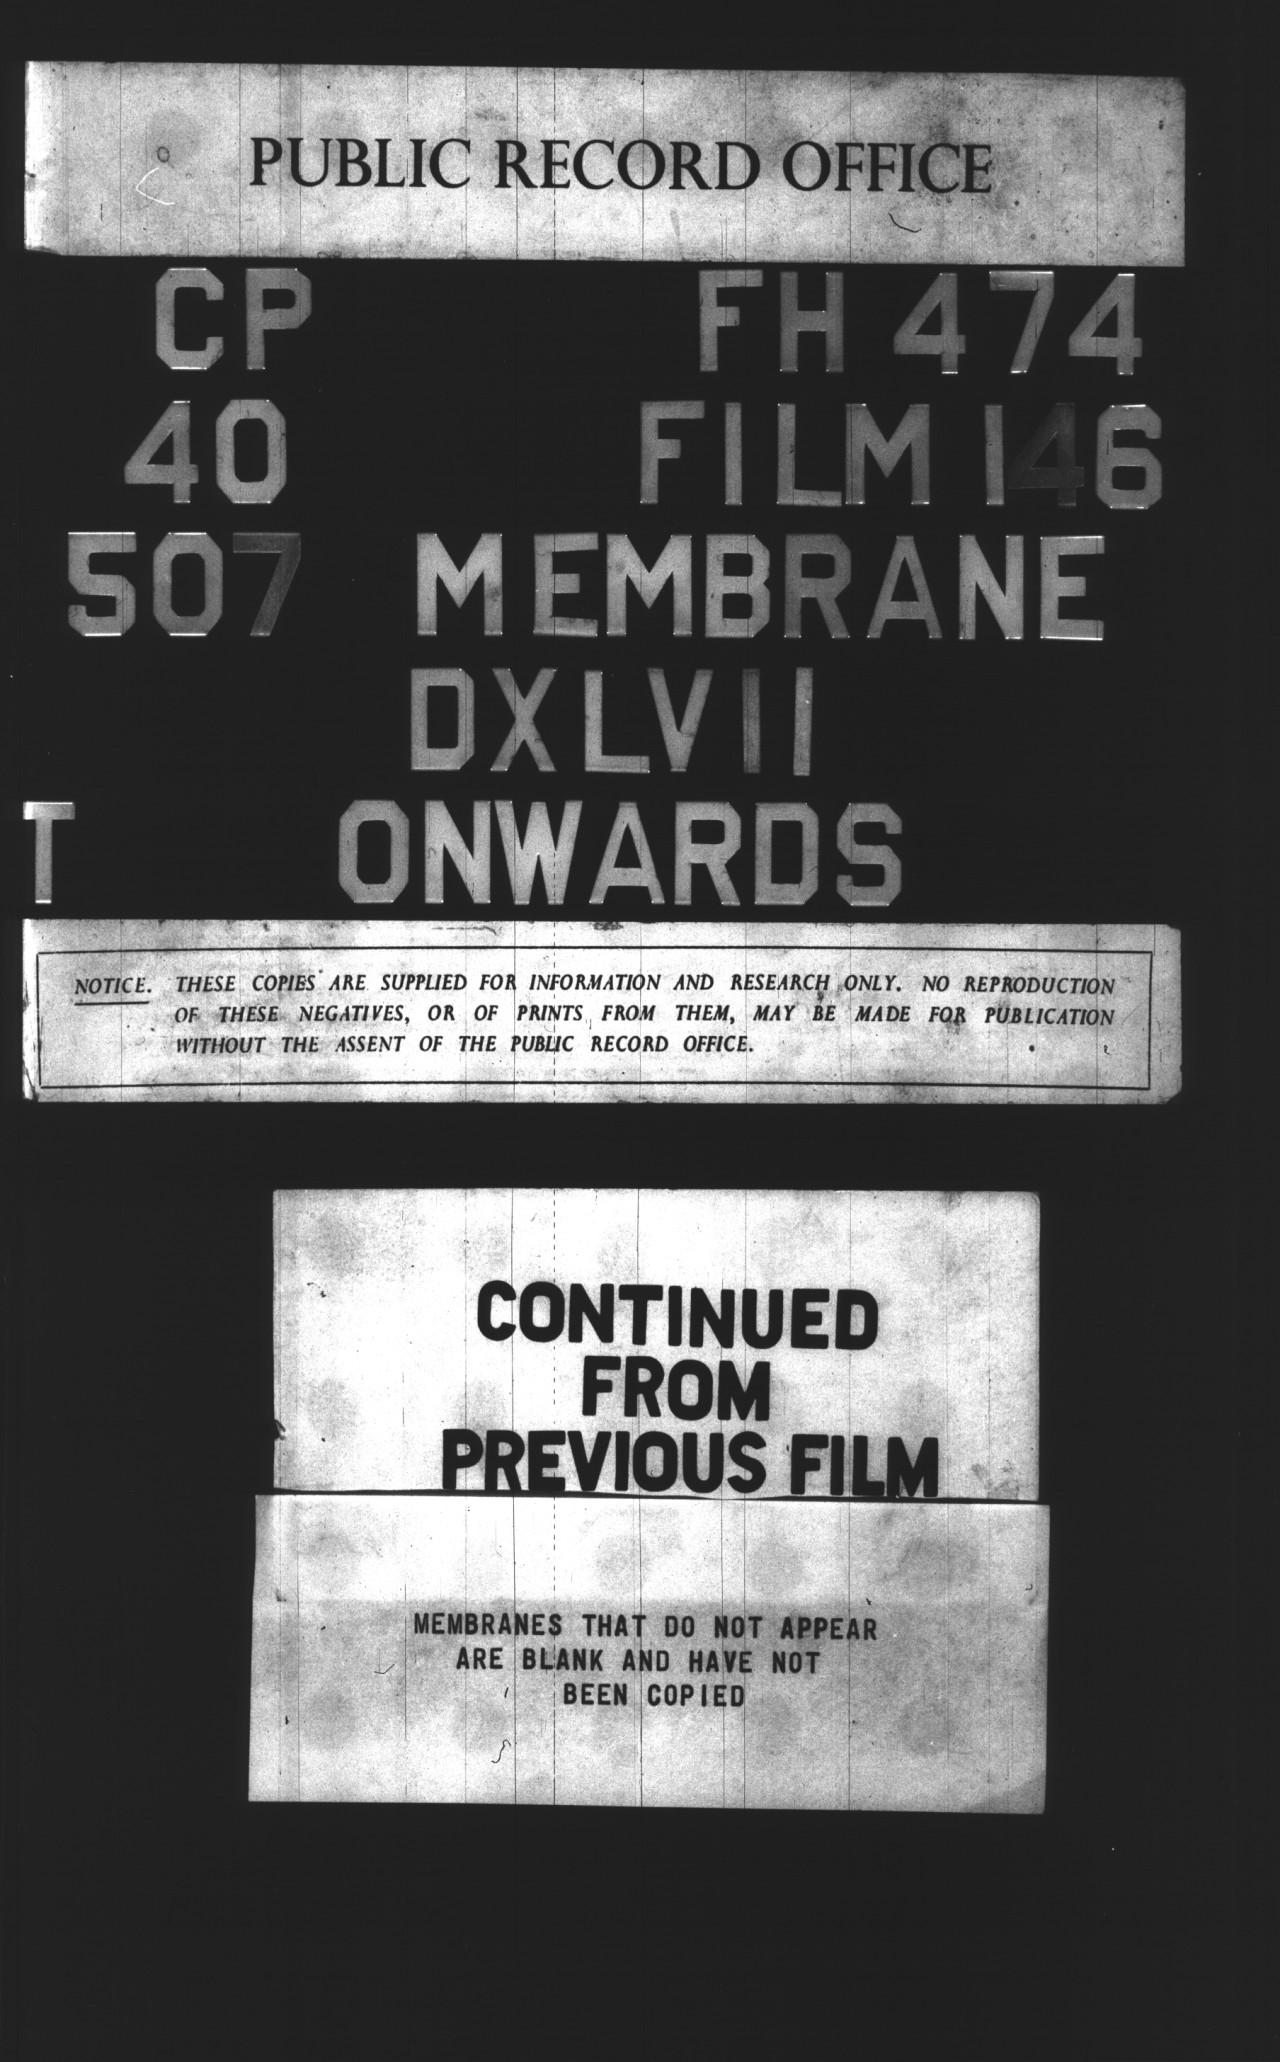 PUBLIC RECORD OFFICE
CP FH 474
40 FILM 146
507 MEMBRANE
DXLVII
T ONWARDS
NOTICE. THESE COPIES ARE SUPPLIED FOR INFORMATION AND RESEARCH ONLY. NO REPRODUCTION
OF THESE NEGATIVES, OR OF PRINTS FROM THEM, MAY BE MADE FOR PUBLICATION
WITHOUT THE ASSENT OF THE PUBLIC RECORD OFFICE.
CONTINUED
FROM
PREVIOUS FILM
MEMBRANES THAT DO NOT APPEAR
ARE BLANK AND HAVE NOT
BEEN COPIED